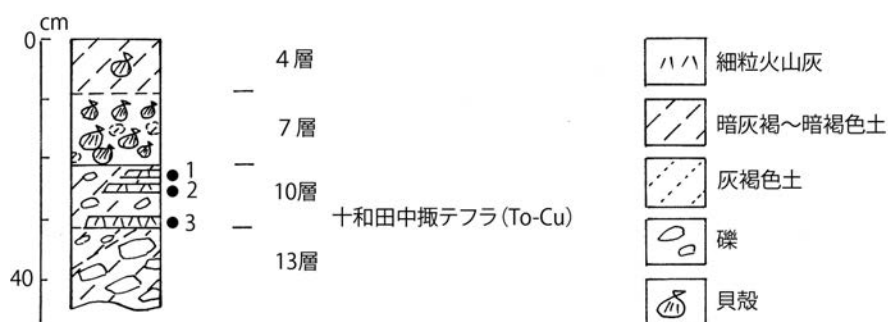 cm
0
4層
7層
1
2
10層
3
十和田中掫テフラ(To-Cu)
13層
40
細粒火山灰
暗灰褐～暗褐色土
灰褐色土
礫
貝殻